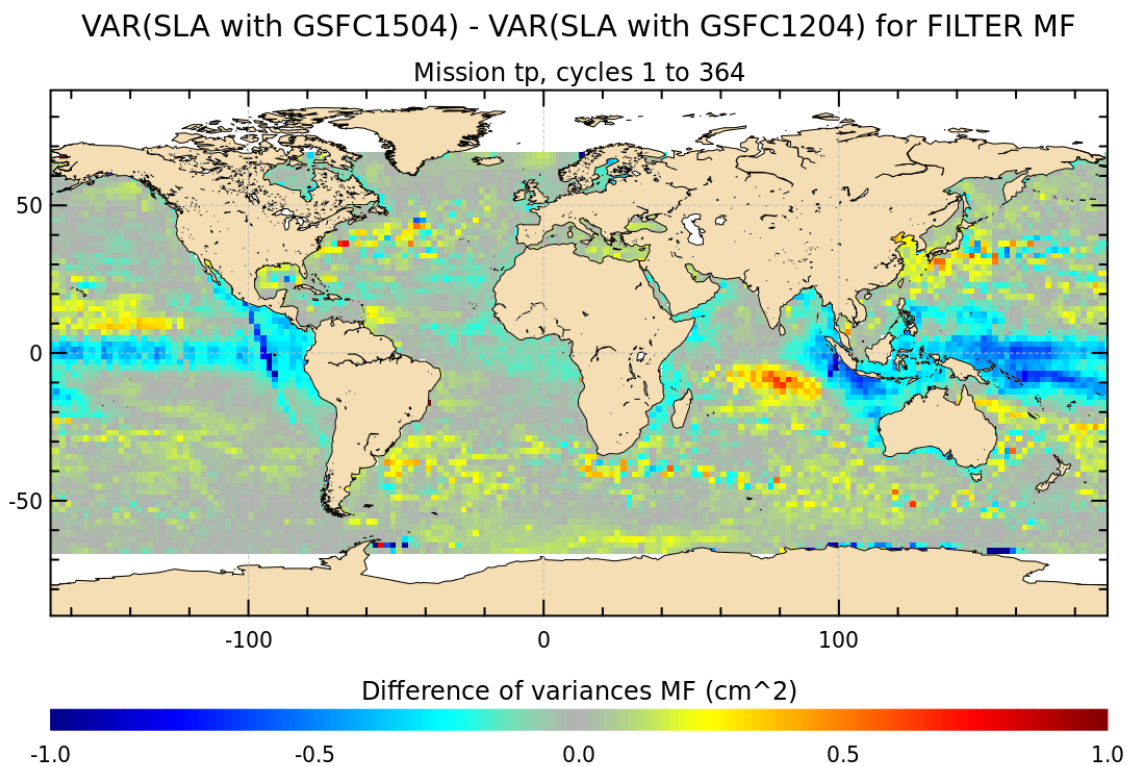 VAR(SLA with GSFC1504) - VAR(SLA with GSFC1204) for FILTER MF
Mission tp, cycles 1 to 364
50
0
-50
-100 0 100
Difference of variances MF (cm^2)
-1.0 -0.5 0.0 0.5 1.0